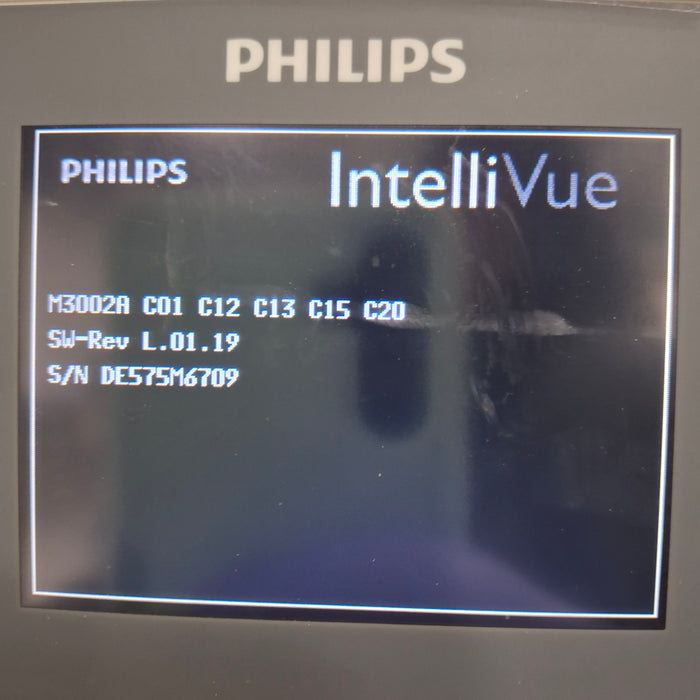 PHILIPS
PHILIPS IntelliVue
M3002A C01 C12 C13 C15 C20
SW-Rev L.01.19
S/N DE575M6709